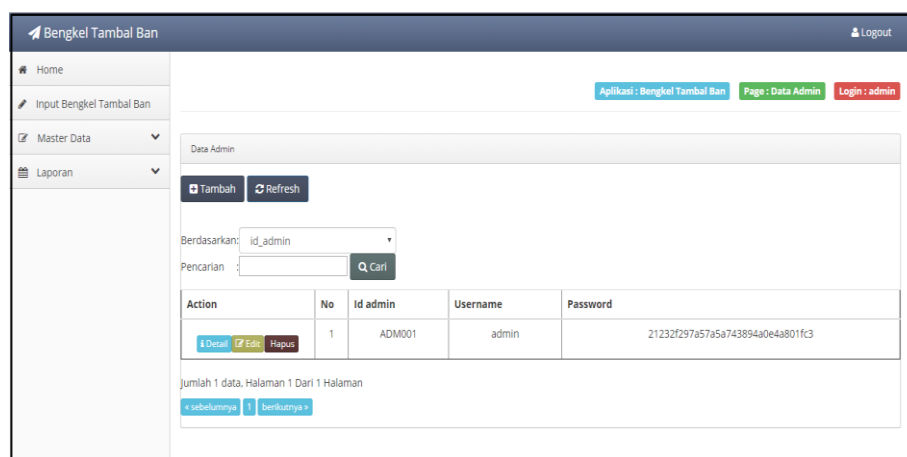 Bengkel Tambal Ban
Logout
Home
Input Bengkel Tambal Ban
Master Data
Laporan
Aplikasi : Bengkel Tambal Ban Page : Data Admin Login : admin
Data Admin
Tambah Refresh
Berdasarkan: id_admin
Pencarian :
Cari
Action No Id admin Username Password
Detail Edit Hapus 1 ADM001 admin 21232f297a57a5a743894a0e4a801fc3
Jumlah 1 data, Halaman 1 Dari 1 Halaman
« sebelumnya 1 berikutnya »